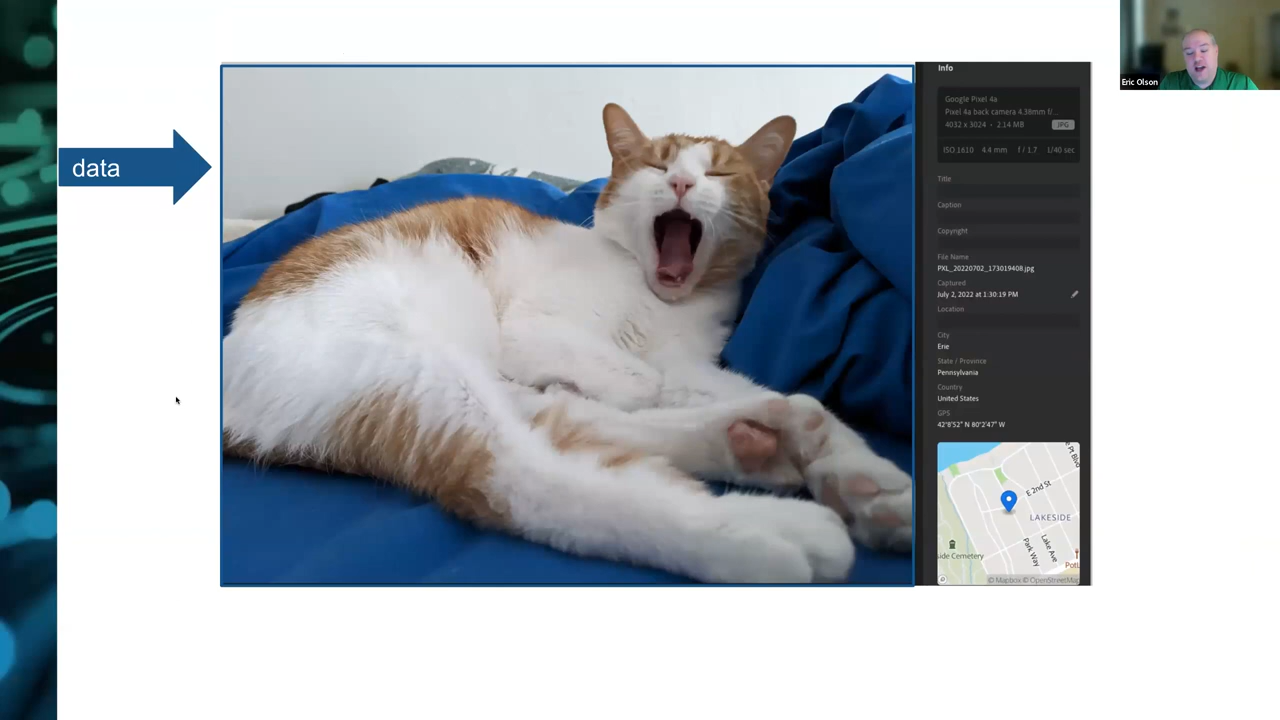 data
Info
Google Pixel 4a
Pixel 4a back camera 4.38mm f/...
4032 x 3024 • 2.14 MB JPG
ISO 1610 4.4 mm f / 1.7 1/40 sec
Title
Caption
Copyright
File Name
PXL_20220702_173019408.jpg
Captured
July 2, 2022 at 1:30:19 PM
Location
City
Erie
State / Province
Pennsylvania
Country
United States
GPS
42°8'52" N 80°2'47" W
Pt Blvd
E 2nd St
LAKESIDE
side Cemetery
Park Way
Lake Ave
© Mapbox © OpenStreetMap
Eric Olson